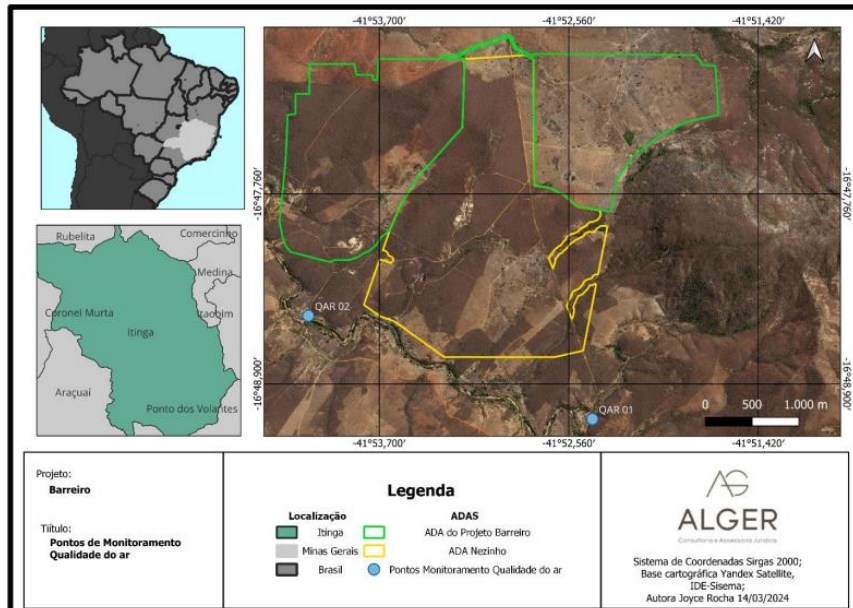 -41°53,700' -41°52,560' -41°51,420'
-16°47,760' -16°47,760'
Rubelita
Comercinho
Medina
Coronel Murta
Itaobim
Itinga
QAR 02
Araçuaí
Ponto dos Volantes
-16°48,900' -16°48,900'
QAR 01
0 500 1.000 m
-41°53,700' -41°52,560' -41°51,420'
Projeto:
Barreiro
Tiítulo:
Pontos de Monitoramento
Qualidade do ar
Legenda
Localização
Itinga
Minas Gerais
Brasil
ADAS
ADA do Projeto Barreiro
ADA Nezinho
Pontos Monitoramento Qualidade do ar
ALGER
Consultoria e Assessoria Jurídica
Sistema de Coordenadas Sirgas 2000;
Base cartográfica Yandex Satellite,
IDE-Sisema;
Autora Joyce Rocha 14/03/2024